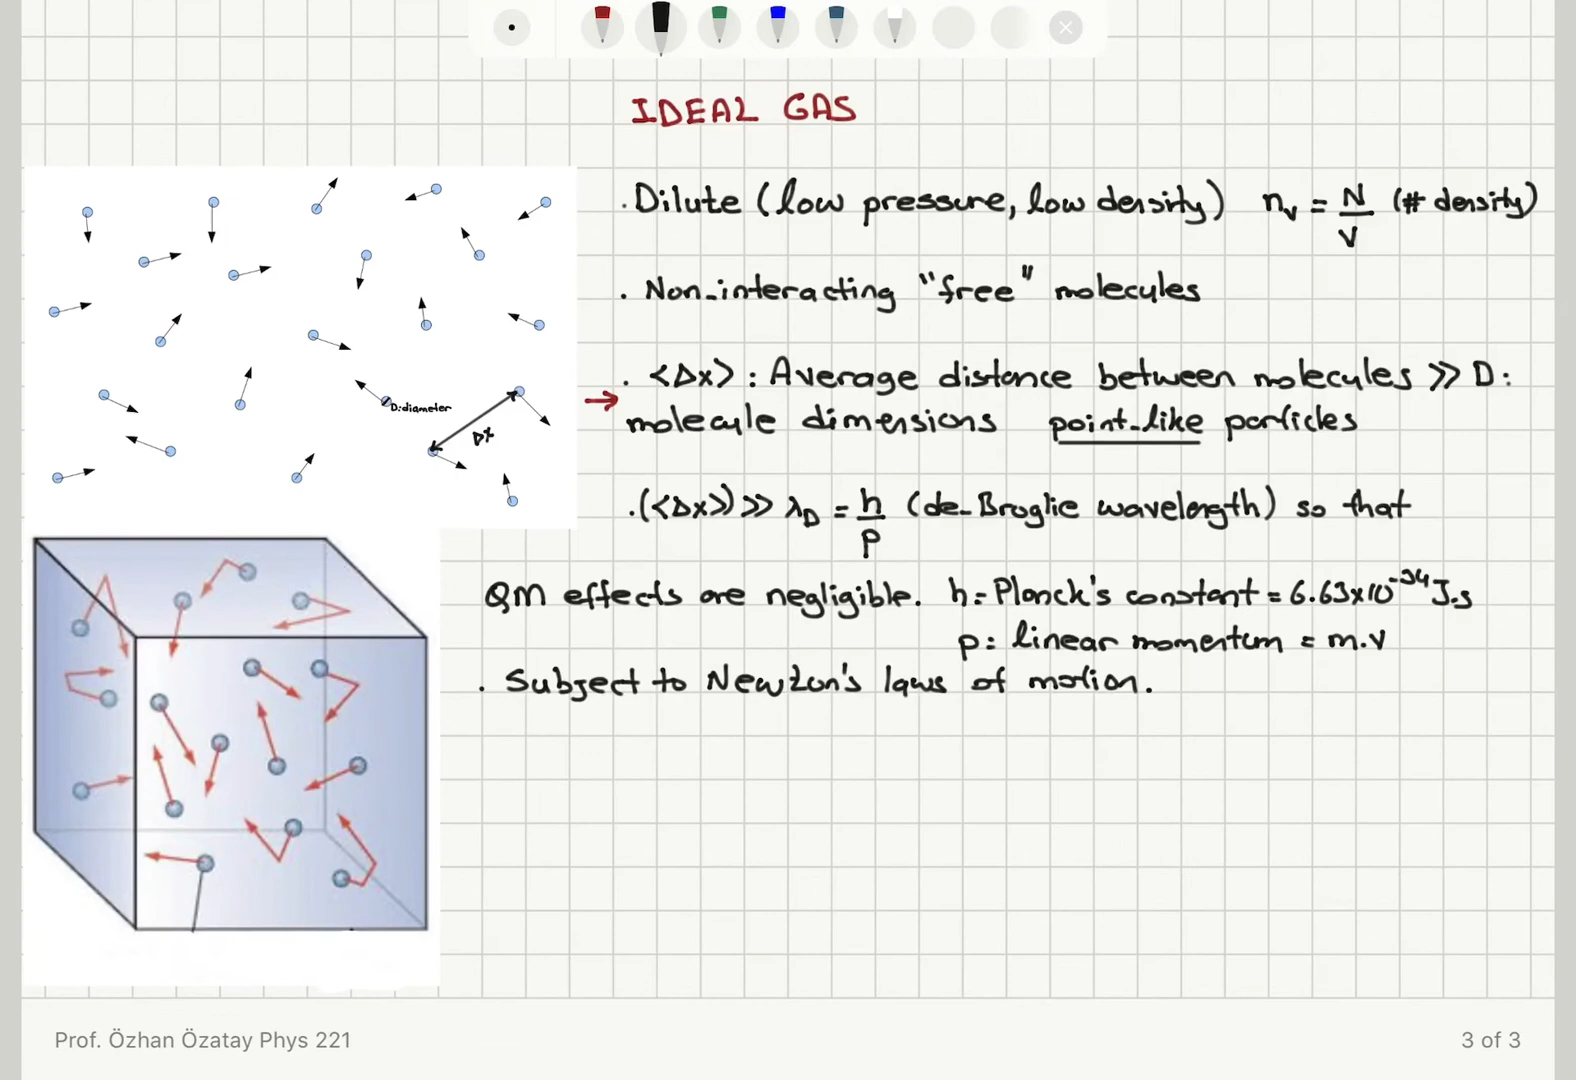 IDEAL GAS
. Dilute (low pressure, low density) nv = N/V (# density)
. Non-interacting "free" molecules
. <Δx> : Average distance between molecules >> D :
molecule dimensions point-like particles
D:diameter
Δx
. (<Δx>) >> λD = h/p (de-Broglie wavelength) so that
QM effects are negligible. h = Planck's constant = 6.63x10^-34 J.s
p: linear momentum = m.v
. Subject to Newton's laws of motion.
Prof. Özhan Özatay Phys 221
3 of 3